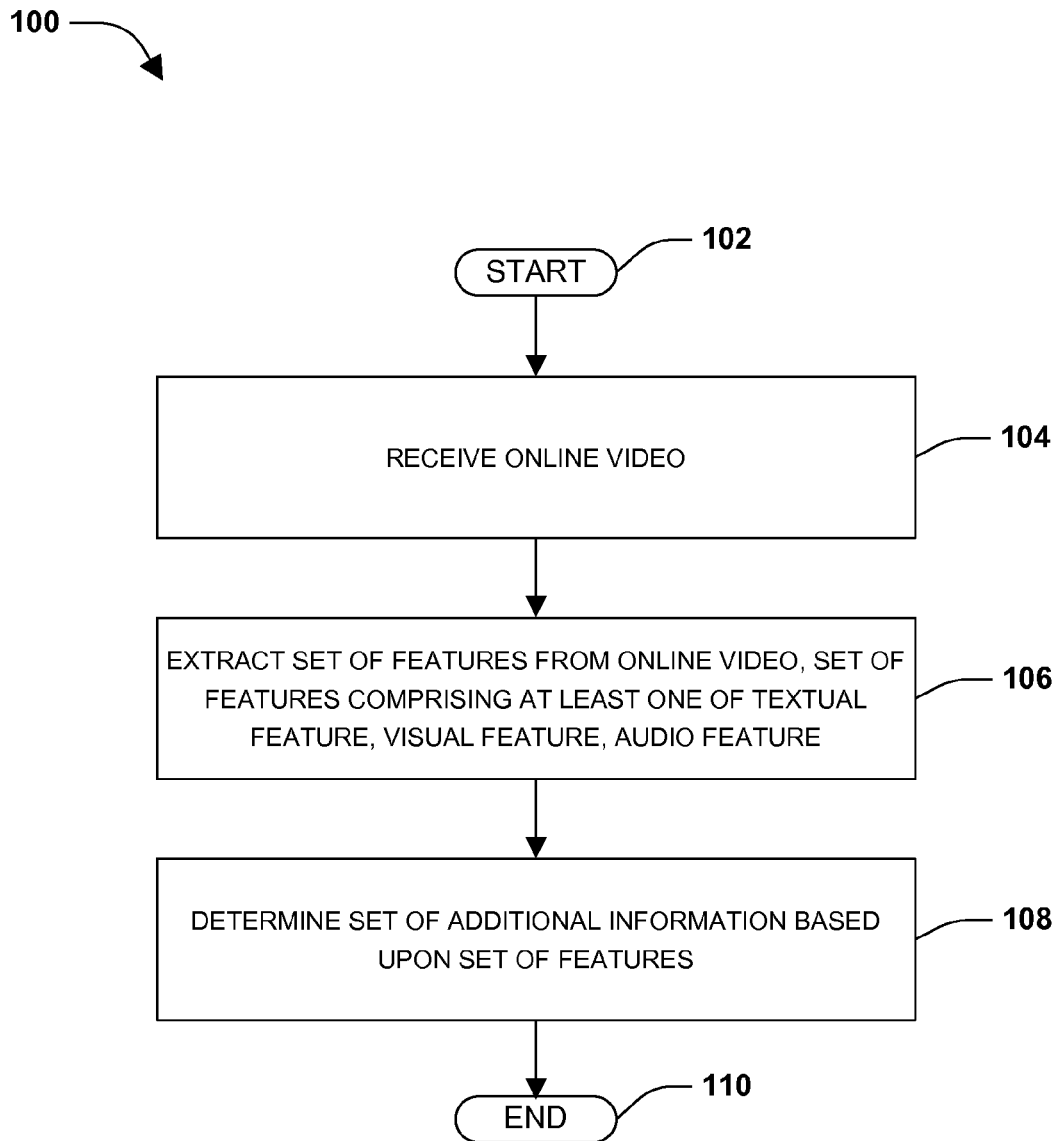 100
102
START
RECEIVE ONLINE VIDEO
104
EXTRACT SET OF FEATURES FROM ONLINE VIDEO, SET OF
FEATURES COMPRISING AT LEAST ONE OF TEXTUAL
FEATURE, VISUAL FEATURE, AUDIO FEATURE
106
DETERMINE SET OF ADDITIONAL INFORMATION BASED
UPON SET OF FEATURES
108
110
END